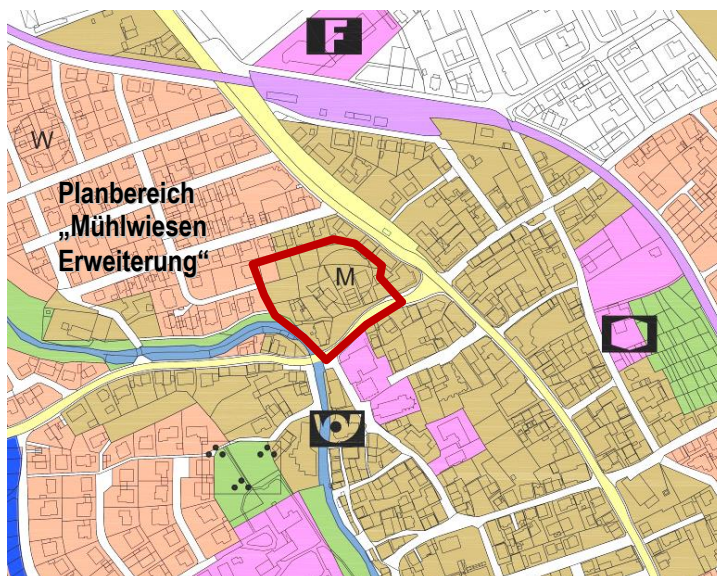 F
W
Planbereich
„Mühlwiesen
Erweiterung“
M